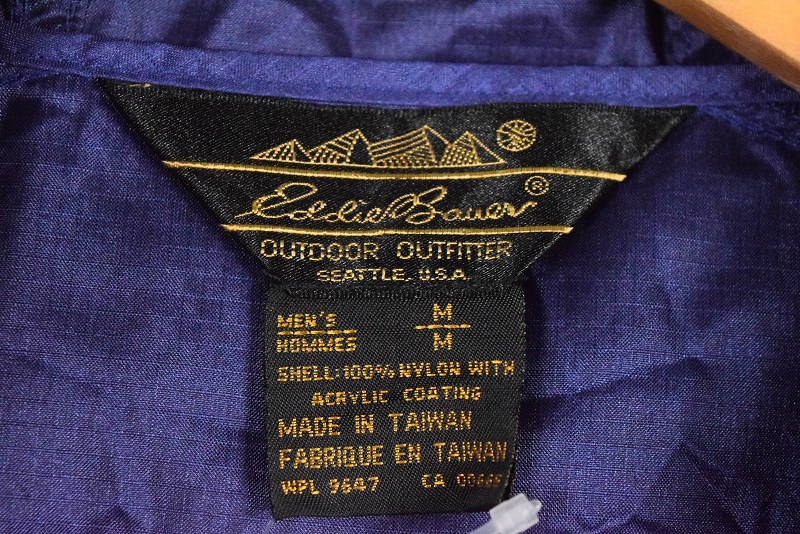 Eddie Bauer®
OUTDOOR OUTFITTER
SEATTLE, U.S.A.
MEN'S M
HOMMES M
SHELL: 100% NYLON WITH
ACRYLIC COATING
MADE IN TAIWAN
FABRIQUE EN TAIWAN
WPL 9647 CA